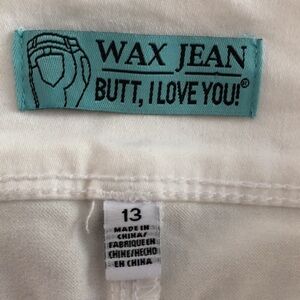 WAX JEAN
BUTT, I LOVE YOU!®
13
MADE IN
CHINA/
FABRIQUE EN
CHINE/HECHO
EN CHINA